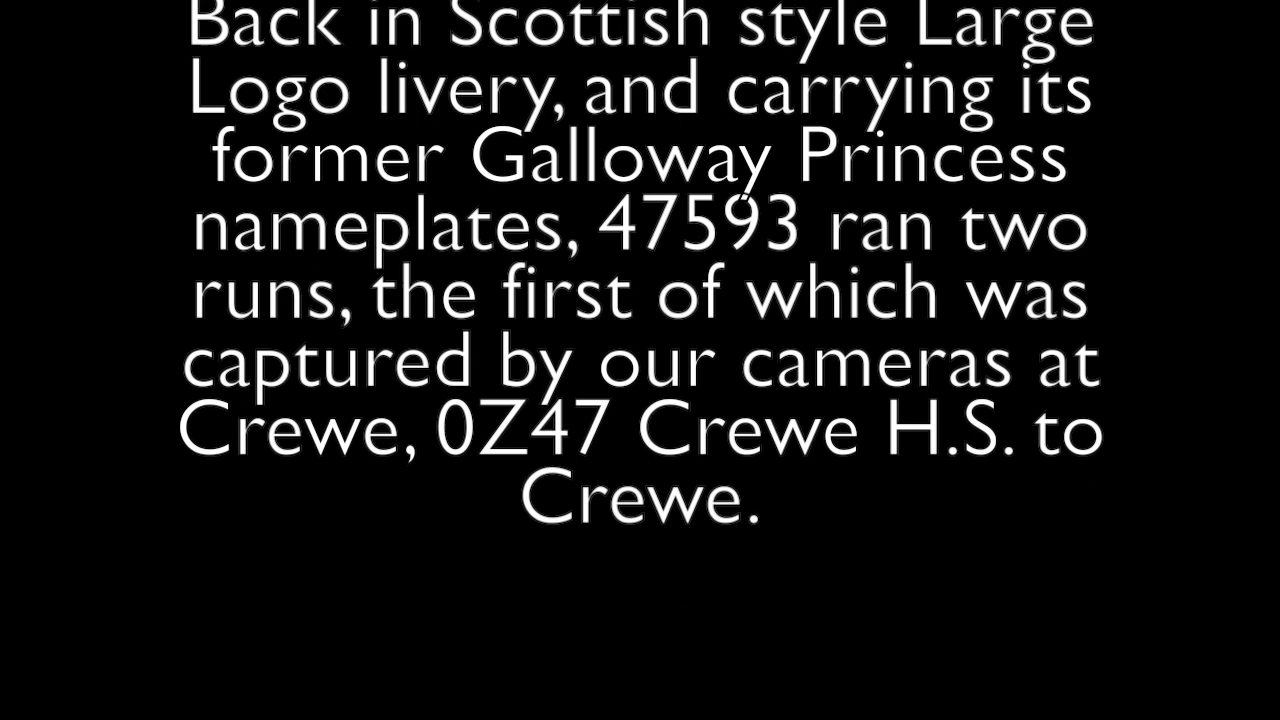 Back in Scottish style Large
Logo livery, and carrying its
former Galloway Princess
nameplates, 47593 ran two
runs, the first of which was
captured by our cameras at
Crewe, 0Z47 Crewe H.S. to
Crewe.